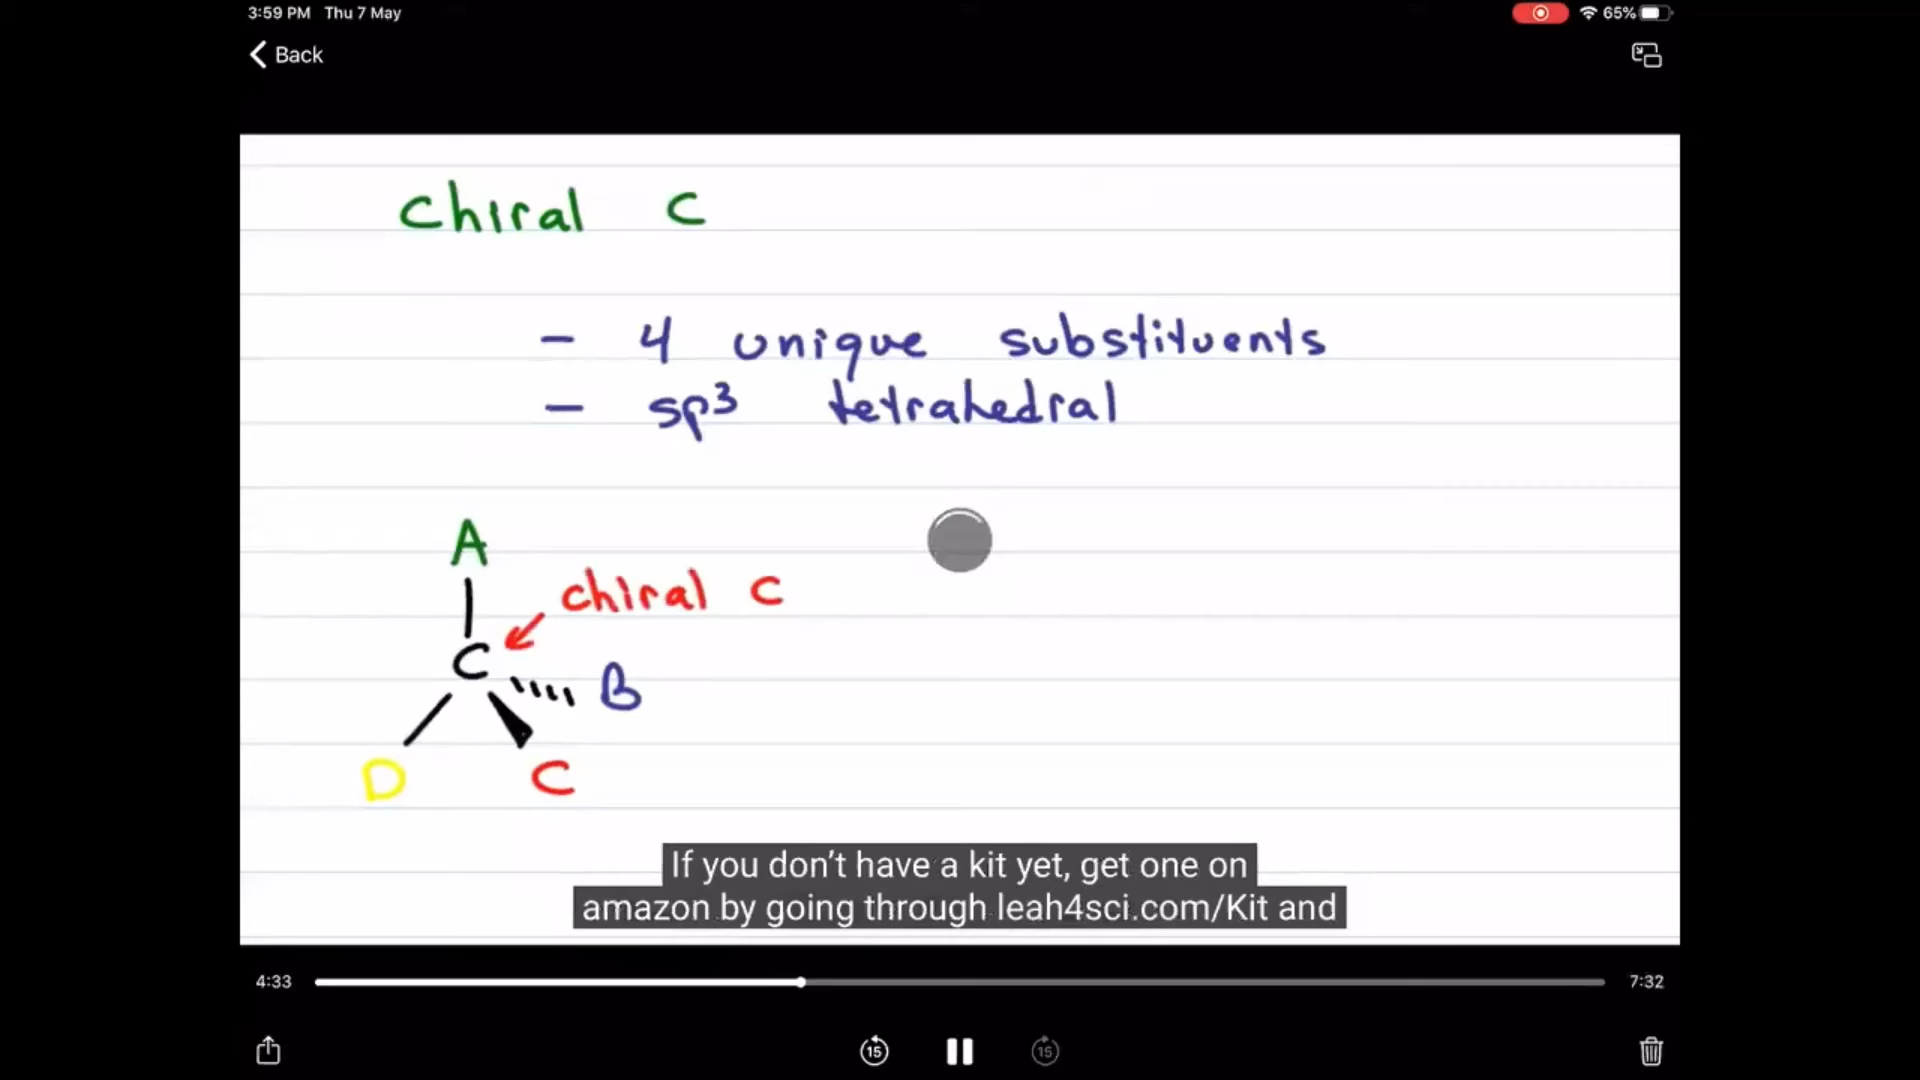 3:59 PM Thu 7 May
65%
Back
Chiral C
- 4 unique substituents
- sp³ tetrahedral
A
chiral C
C
B
D
C
If you don’t have a kit yet, get one on
amazon by going through leah4sci.com/Kit and
4:33
7:32
15
15